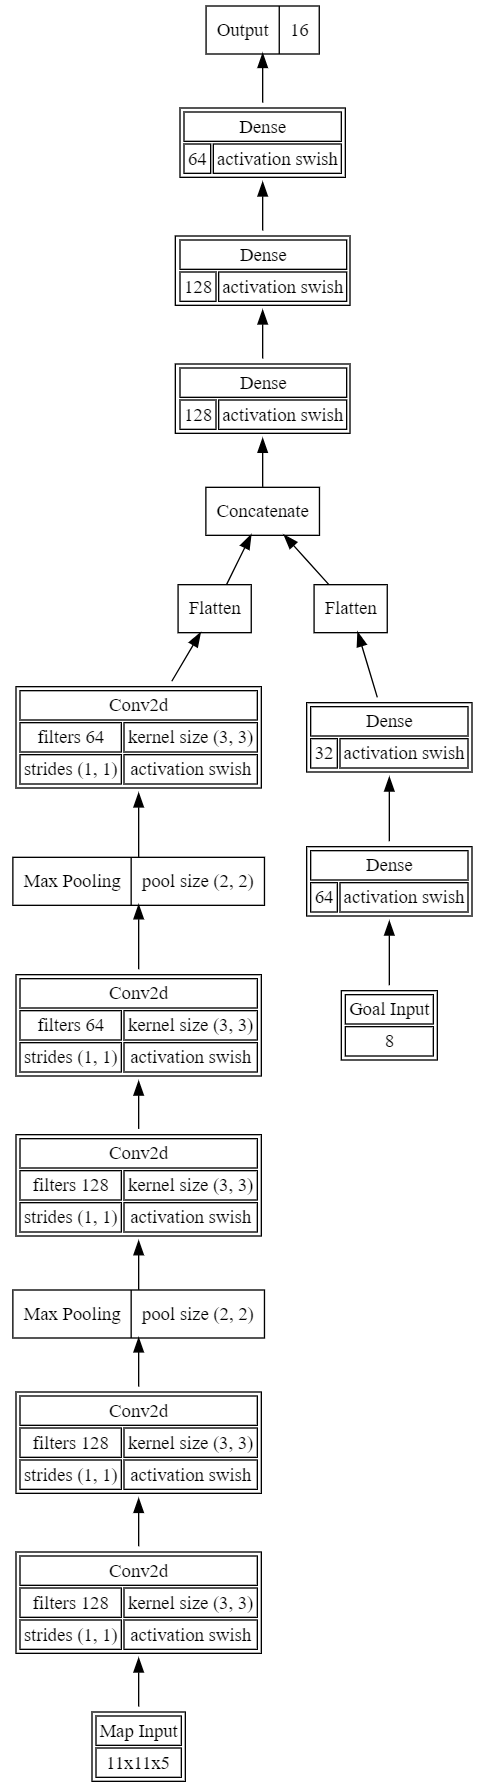 Output 16
Dense
64 activation swish
Dense
128 activation swish
Dense
128 activation swish
Concatenate
Flatten
Flatten
Conv2d
filters 64 kernel size (3, 3)
strides (1, 1) activation swish
Dense
32 activation swish
Max Pooling pool size (2, 2)
Dense
64 activation swish
Conv2d
filters 64 kernel size (3, 3)
strides (1, 1) activation swish
Goal Input
8
Conv2d
filters 128 kernel size (3, 3)
strides (1, 1) activation swish
Max Pooling pool size (2, 2)
Conv2d
filters 128 kernel size (3, 3)
strides (1, 1) activation swish
Conv2d
filters 128 kernel size (3, 3)
strides (1, 1) activation swish
Map Input
11x11x5